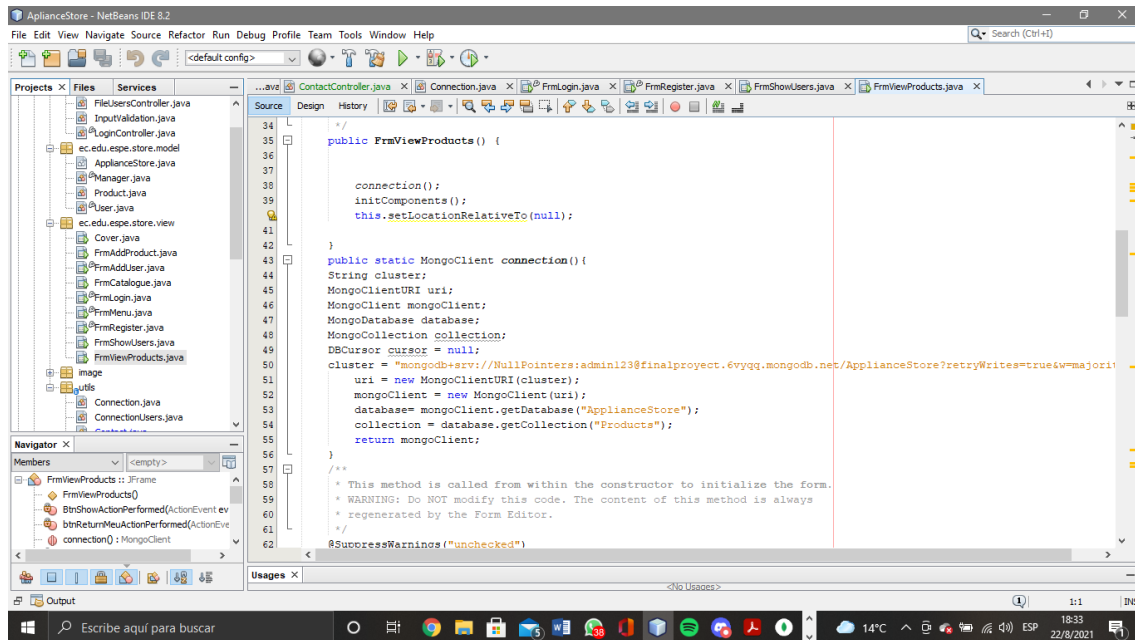 AplianceStore - NetBeans IDE 8.2
File Edit View Navigate Source Refactor Run Debug Profile Team Tools Window Help
Search (Ctrl+I)
<default config>
Projects Files Services
FileUsersController.java
InputValidation.java
LoginController.java
ec.edu.espe.store.model
ApplianceStore.java
Manager.java
Product.java
User.java
ec.edu.espe.store.view
Cover.java
FrmAddProduct.java
FrmAddUser.java
FrmCatalogue.java
FrmLogin.java
FrmMenu.java
FrmRegister.java
FrmShowUsers.java
FrmViewProducts.java
image
utils
Connection.java
ConnectionUsers.java
Navigator
Members <empty>
FrmViewProducts :: JFrame
FrmViewProducts()
BtnShowActionPerformed(ActionEvent ev
btnReturnMeuActionPerformed(ActionEve
connection() : MongoClient
...ava ContactController.java Connection.java FrmLogin.java FrmRegister.java FrmShowUsers.java FrmViewProducts.java
Source Design History
34 */
35 public FrmViewProducts() {
36
37
38 connection();
39 initComponents();
this.setLocationRelativeTo(null);
41
42 }
43 public static MongoClient connection(){
44 String cluster;
45 MongoClientURI uri;
46 MongoClient mongoClient;
47 MongoDatabase database;
48 MongoCollection collection;
49 DBCursor cursor = null;
50 cluster = "mongodb+srv://NullPointers:admin123@finalproyect.6vyqq.mongodb.net/ApplianceStore?retryWrites=true&w=majorit
51 uri = new MongoClientURI(cluster);
52 mongoClient = new MongoClient(uri);
53 database= mongoClient.getDatabase("ApplianceStore");
54 collection = database.getCollection("Products");
55 return mongoClient;
56 }
57 /**
58 * This method is called from within the constructor to initialize the form.
59 * WARNING: Do NOT modify this code. The content of this method is always
60 * regenerated by the Form Editor.
61 */
62 @SuppressWarnings("unchecked")
Usages
<No Usages>
Output
1
1:1
INS
Escribe aquí para buscar
5
38
14°C
ESP
18:33
22/8/2021